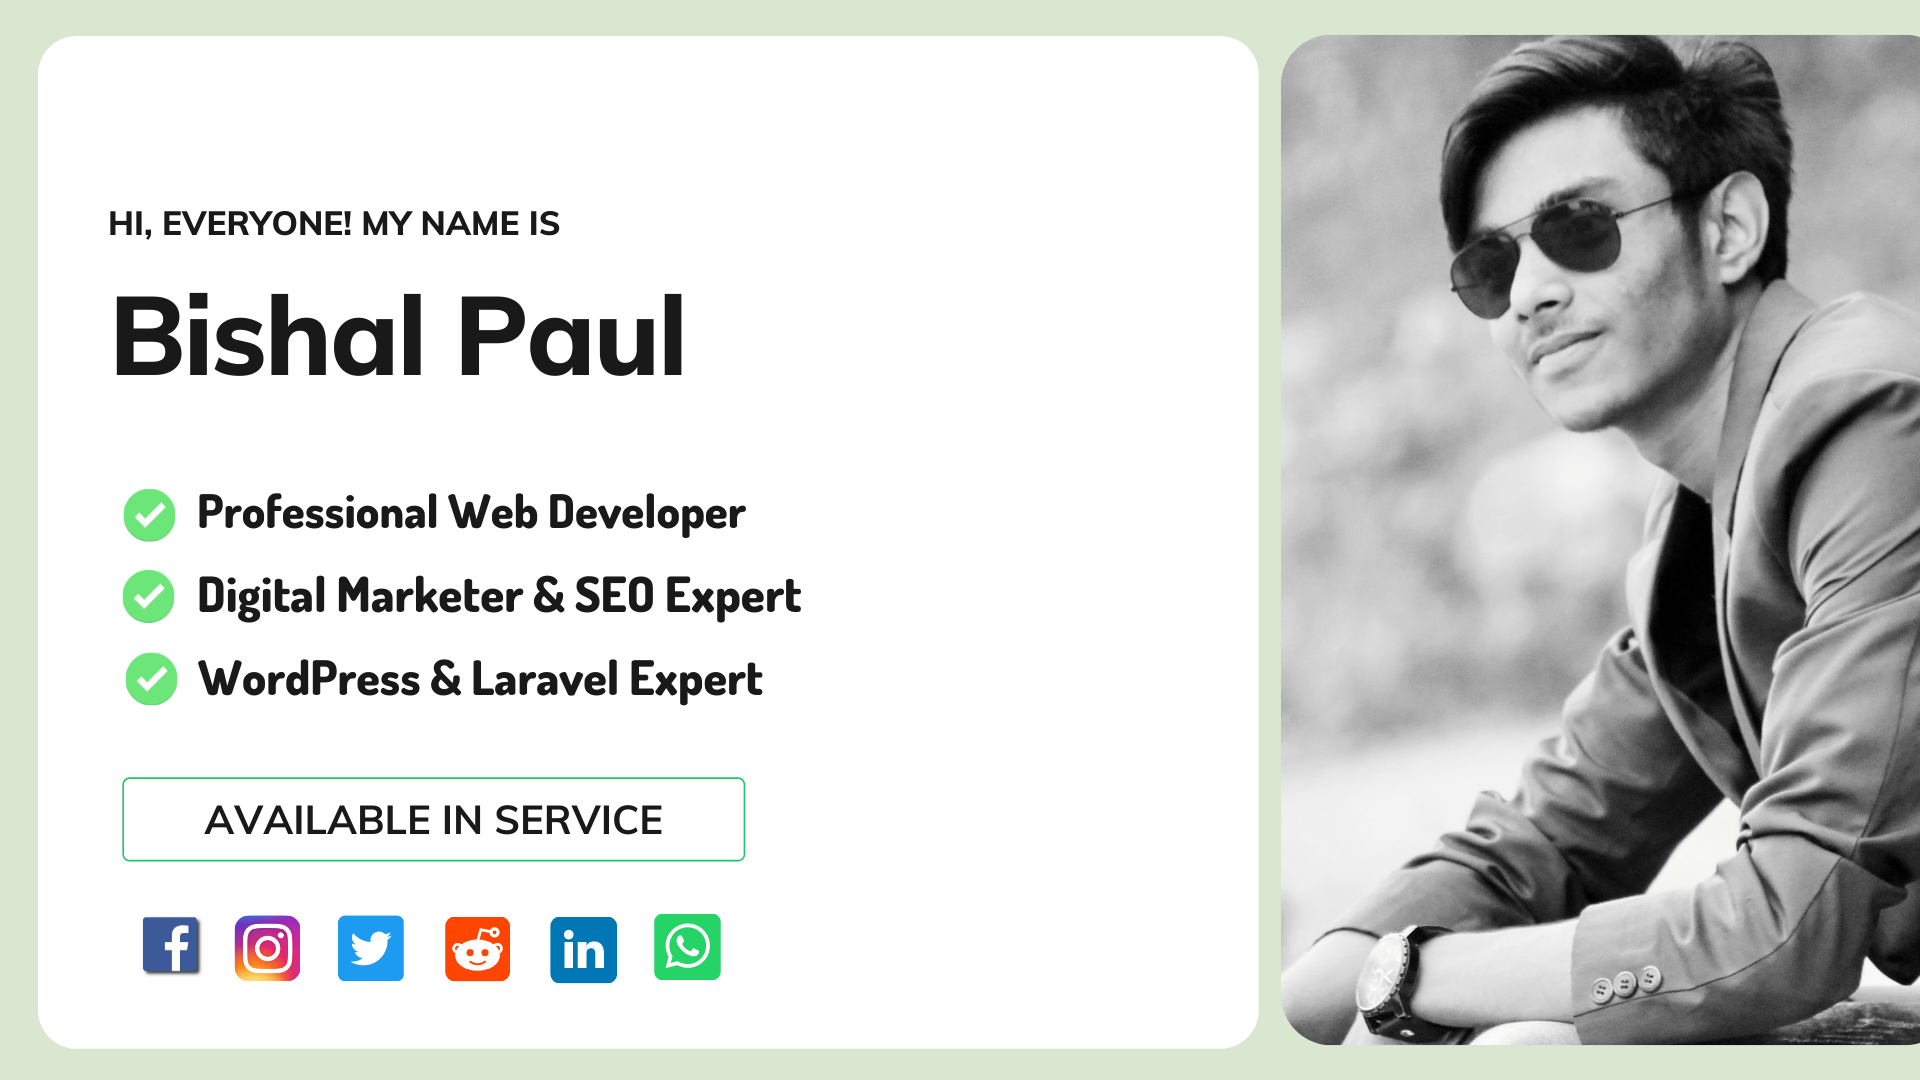 HI, EVERYONE! MY NAME IS
Bishal Paul
Professional Web Developer
Digital Marketer & SEO Expert
WordPress & Laravel Expert
AVAILABLE IN SERVICE
f
in